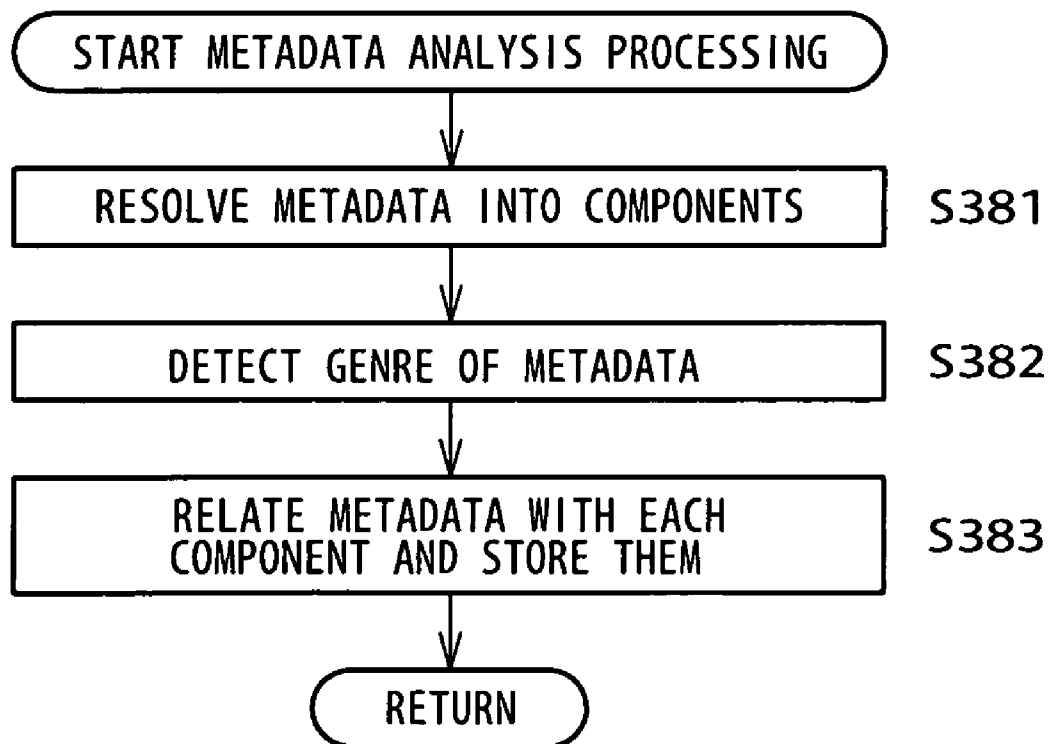 START METADATA ANALYSIS PROCESSING
RESOLVE METADATA INTO COMPONENTS
S381
DETECT GENRE OF METADATA
S382
RELATE METADATA WITH EACH
COMPONENT AND STORE THEM
S383
RETURN